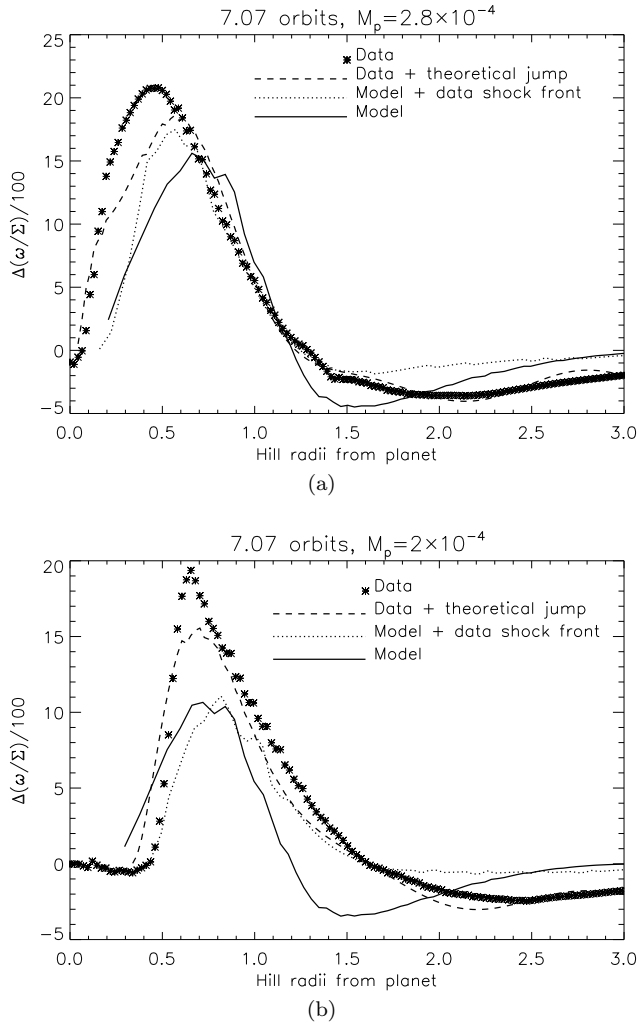 7.07 orbits, M_p=2.8×10⁻⁴
Data
Data + theoretical jump
Model + data shock front
Model
25
20
15
10
5
0
−5
Δ(ω/Σ)/100
0.0 0.5 1.0 1.5 2.0 2.5 3.0
Hill radii from planet
(a)
7.07 orbits, M_p=2×10⁻⁴
Data
Data + theoretical jump
Model + data shock front
Model
20
15
10
5
0
−5
Δ(ω/Σ)/100
0.0 0.5 1.0 1.5 2.0 2.5 3.0
Hill radii from planet
(b)